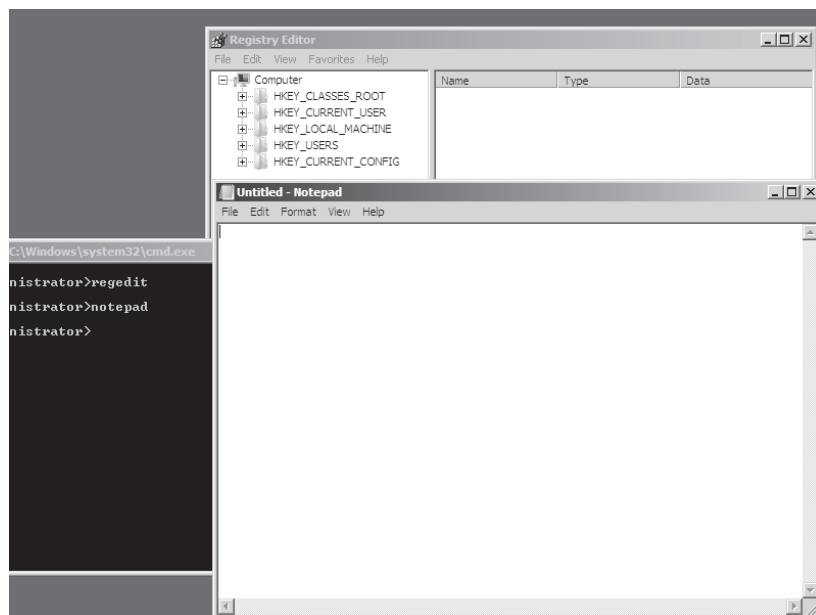 Registry Editor
File Edit View Favorites Help
Computer
HKEY_CLASSES_ROOT
HKEY_CURRENT_USER
HKEY_LOCAL_MACHINE
HKEY_USERS
HKEY_CURRENT_CONFIG
Name Type Data
Untitled - Notepad
File Edit Format View Help
C:\Windows\system32\cmd.exe
nistrator>regedit
nistrator>notepad
nistrator>